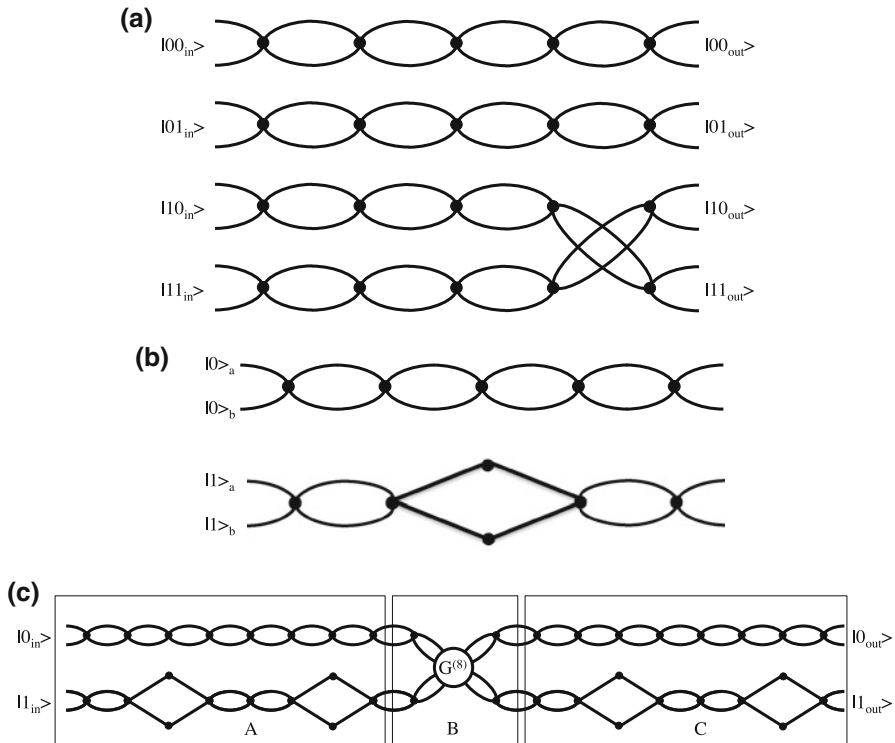 (a)
|00in> |00out>
|01in> |01out>
|10in> |10out>
|11in> |11out>
(b)
|0>a
|0>b
|1>a
|1>b
(c)
|0in> G(8) |0out>
|1in> |1out>
A B C